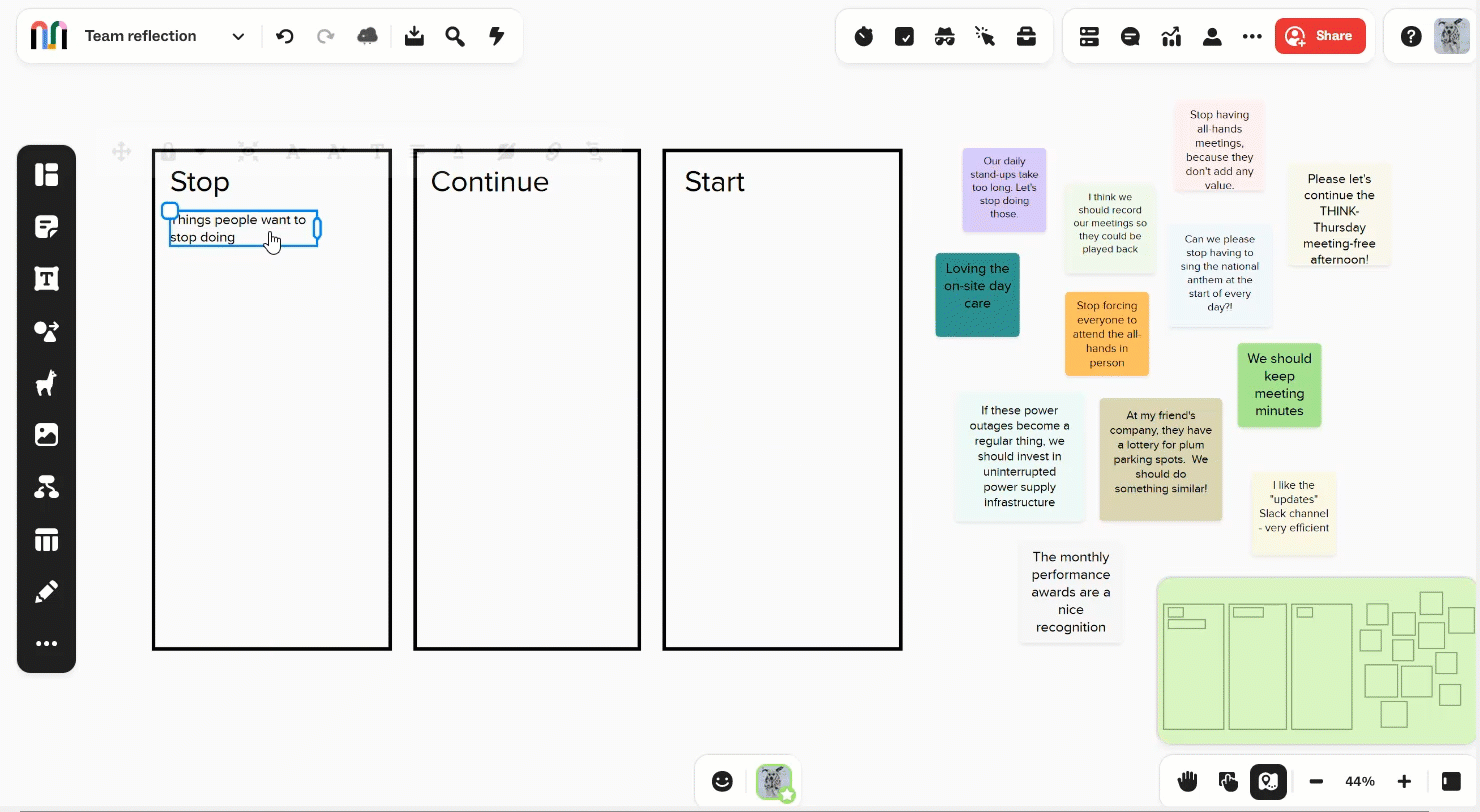 Team reflection
Share
Stop
Things people want to
stop doing
Continue
Start
Our daily
stand-ups take
too long. Let's
stop doing
those.
Stop having
all-hands
meetings,
because they
don't add any
value.
I think we
should record
our meetings so
they could be
played back
Please let's
continue the
THINK-
Thursday
meeting-free
afternoon!
Can we please
stop having to
sing the national
anthem at the
start of every
day?!
Loving the
on-site day
care
Stop forcing
everyone to
attend the all-
hands in
person
We should
keep
meeting
minutes
If these power
outages become a
regular thing, we
should invest in
uninterrupted
power supply
infrastructure
At my friend's
company, they have
a lottery for plum
parking spots. We
should do
something similar!
I like the
"updates"
Slack channel
- very efficient
The monthly
performance
awards are a
nice
recognition
44%